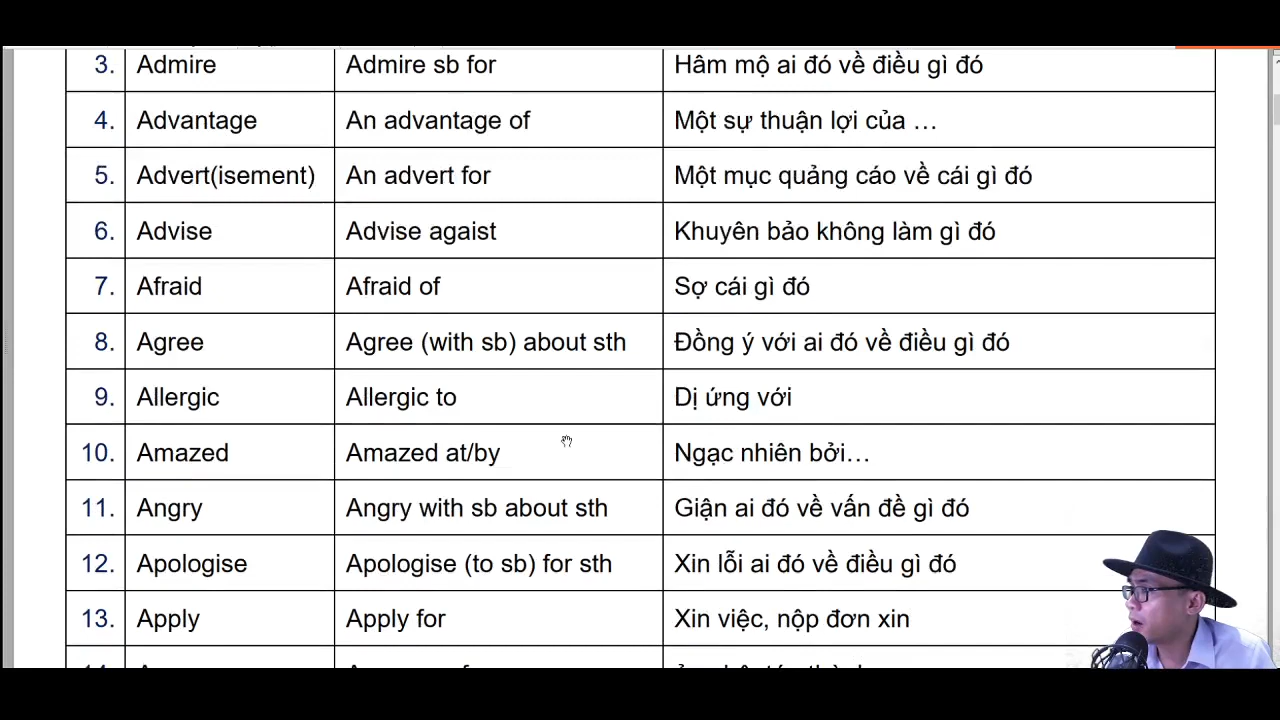 3. Admire Admire sb for Hâm mộ ai đó về điều gì đó
4. Advantage An advantage of Một sự thuận lợi của …
5. Advert(isement) An advert for Một mục quảng cáo về cái gì đó
6. Advise Advise agaist Khuyên bảo không làm gì đó
7. Afraid Afraid of Sợ cái gì đó
8. Agree Agree (with sb) about sth Đồng ý với ai đó về điều gì đó
9. Allergic Allergic to Dị ứng với
10. Amazed Amazed at/by Ngạc nhiên bởi…
11. Angry Angry with sb about sth Giận ai đó về vấn đề gì đó
12. Apologise Apologise (to sb) for sth Xin lỗi ai đó về điều gì đó
13. Apply Apply for Xin việc, nộp đơn xin